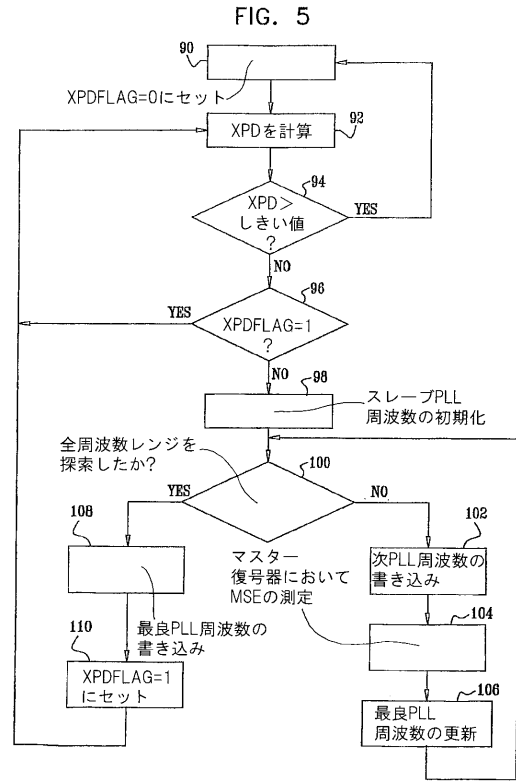 FIG. 5
90
XPDFLAG=0にセット
92
XPDを計算
94
XPD>
しきい値
?
YES
NO
96
XPDFLAG=1
?
YES
NO
98
スレーブPLL
周波数の初期化
全周波数レンジを
探索したか?
100
YES
NO
108
最良PLL周波数の
書き込み
110
XPDFLAG=1
にセット
マスター
復号器において
MSEの測定
102
次PLL周波数の
書き込み
104
106
最良PLL
周波数の更新